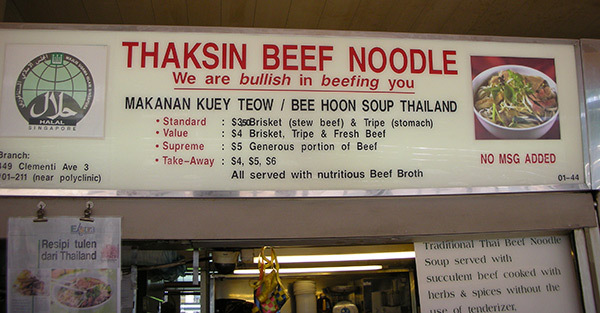 THAKSIN BEEF NOODLE
We are bullish in beefing you
MAKANAN KUEY TEOW / BEE HOON SOUP THAILAND
• Standard : $3.50 Brisket (stew beef) & Tripe (stomach)
• Value : $4 Brisket, Tripe & Fresh Beef
• Supreme : $5 Generous portion of Beef
• Take-Away : $4, $5, $6
All served with nutritious Beef Broth
HALAL
SINGAPORE
Branch:
449 Clementi Ave 3
#01-211 (near polyclinic)
NO MSG ADDED
01-44
Resipi tulen
dari Thailand
Traditional Thai Beef Noodle
Soup served with
succulent beef cooked with
herbs & spices without the
use of tenderizer.